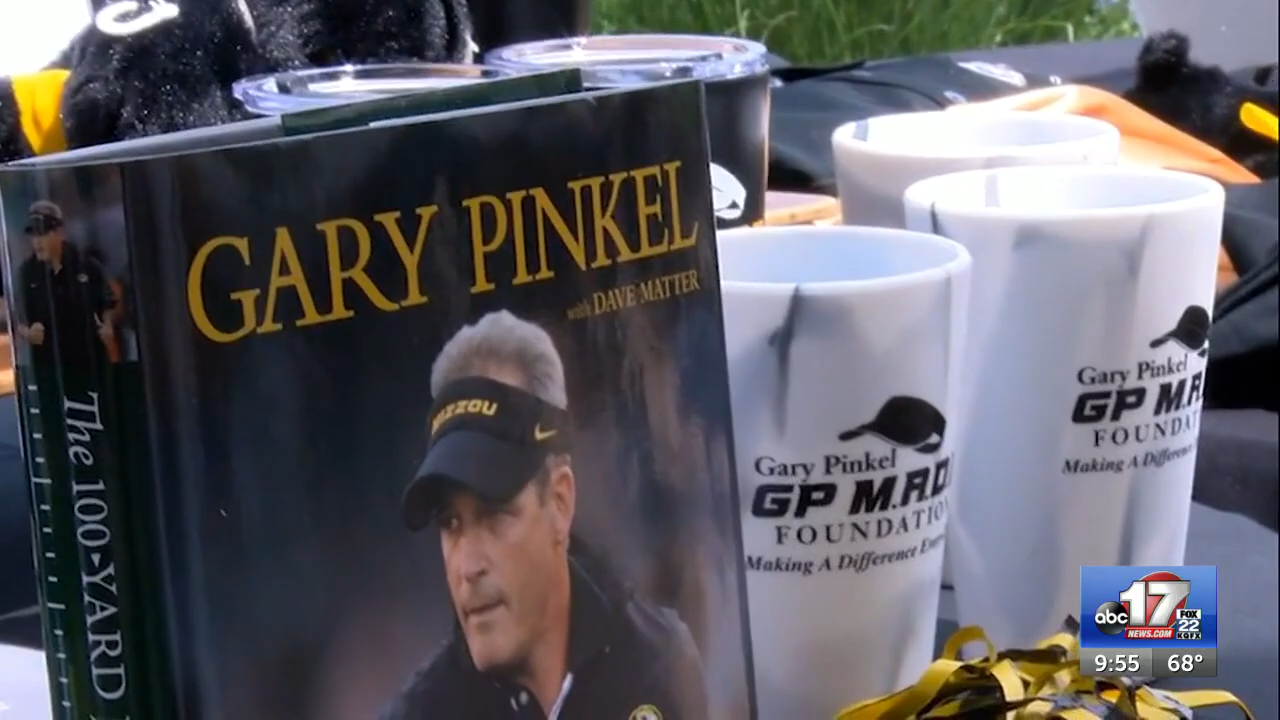 GARY PINKEL
with DAVE MATTER
MIZZOU
The 100-YARD
Gary Pinkel
GP M.A.D.
FOUNDATION
Making A Difference
Gary Pinkel
GP M.A
FOUNDA
Making A Difference
abc 17
NEWS.COM
FOX
22
KQFX
9:55 68°